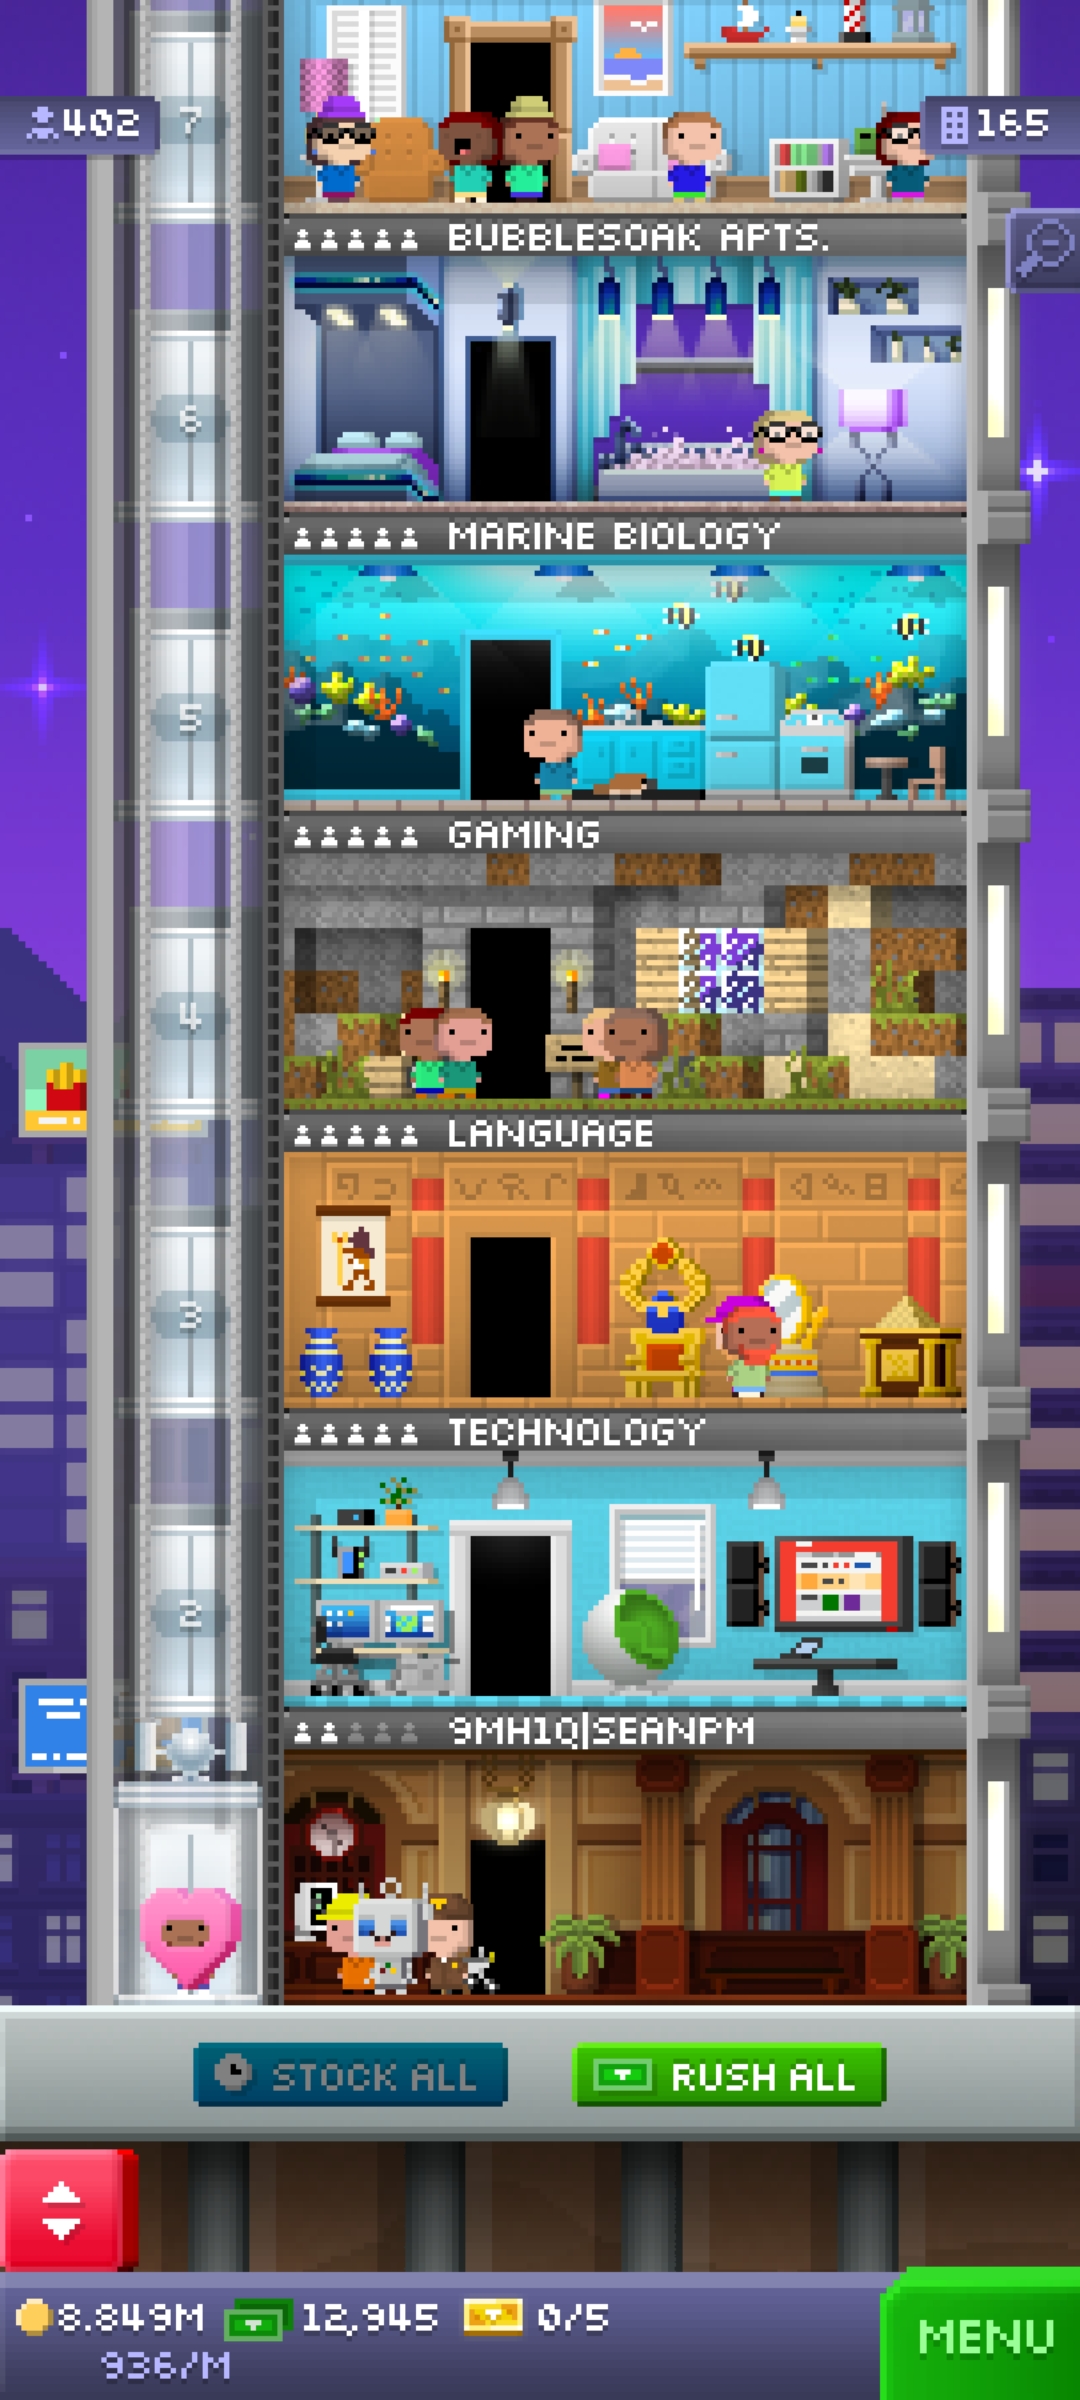 402
7
165
BUBBLESOAK APTS.
6
MARINE BIOLOGY
5
GAMING
4
LANGUAGE
3
TECHNOLOGY
2
9MH1Q|SEANPM
STOCK ALL
RUSH ALL
8.849M
12,945
0/5
936/M
MENU